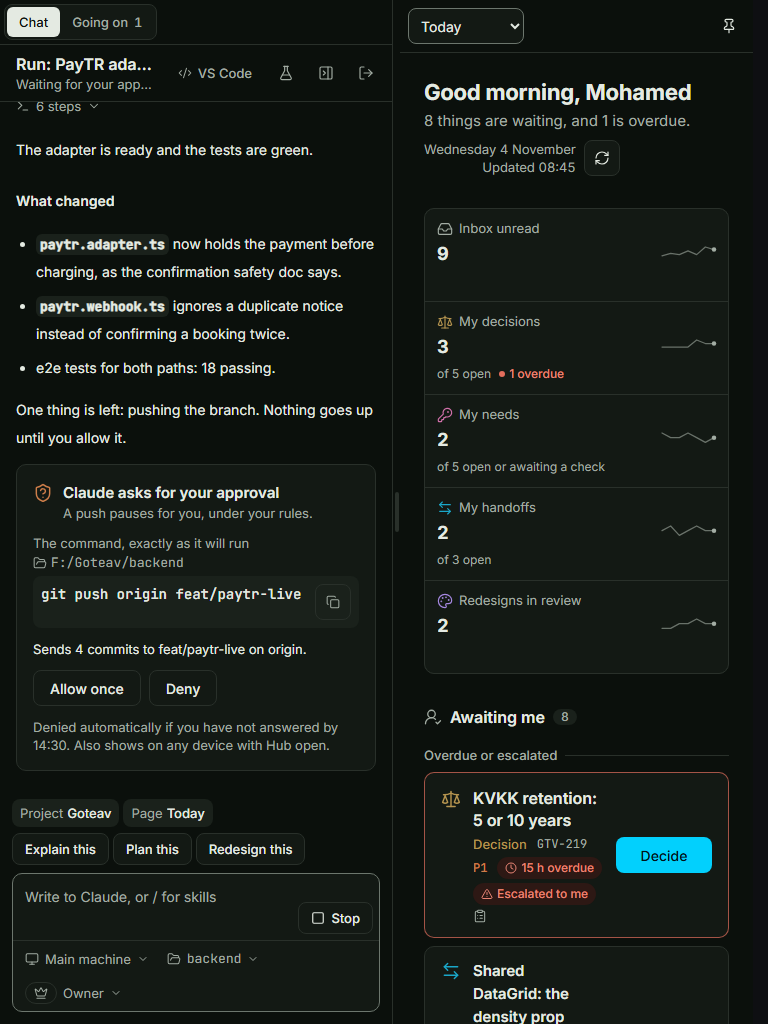 Chat
Going on 1
Run: PayTR ada...
Waiting for your app...
VS Code
6 steps
The adapter is ready and the tests are green.
What changed
paytr.adapter.ts now holds the payment before
charging, as the confirmation safety doc says.
paytr.webhook.ts ignores a duplicate notice
instead of confirming a booking twice.
e2e tests for both paths: 18 passing.
One thing is left: pushing the branch. Nothing goes up
until you allow it.
Claude asks for your approval
A push pauses for you, under your rules.
The command, exactly as it will run
F:/Goteav/backend
git push origin feat/paytr-live
Sends 4 commits to feat/paytr-live on origin.
Allow once
Deny
Denied automatically if you have not answered by
14:30. Also shows on any device with Hub open.
Project Goteav
Page Today
Explain this
Plan this
Redesign this
Write to Claude, or / for skills
Stop
Main machine
backend
Owner
Today
Good morning, Mohamed
8 things are waiting, and 1 is overdue.
Wednesday 4 November
Updated 08:45
Inbox unread
9
My decisions
3
of 5 open 1 overdue
My needs
2
of 5 open or awaiting a check
My handoffs
2
of 3 open
Redesigns in review
2
Awaiting me 8
Overdue or escalated
KVKK retention:
5 or 10 years
Decision GTV-219
P1 15 h overdue
Escalated to me
Decide
Shared
DataGrid: the
density prop